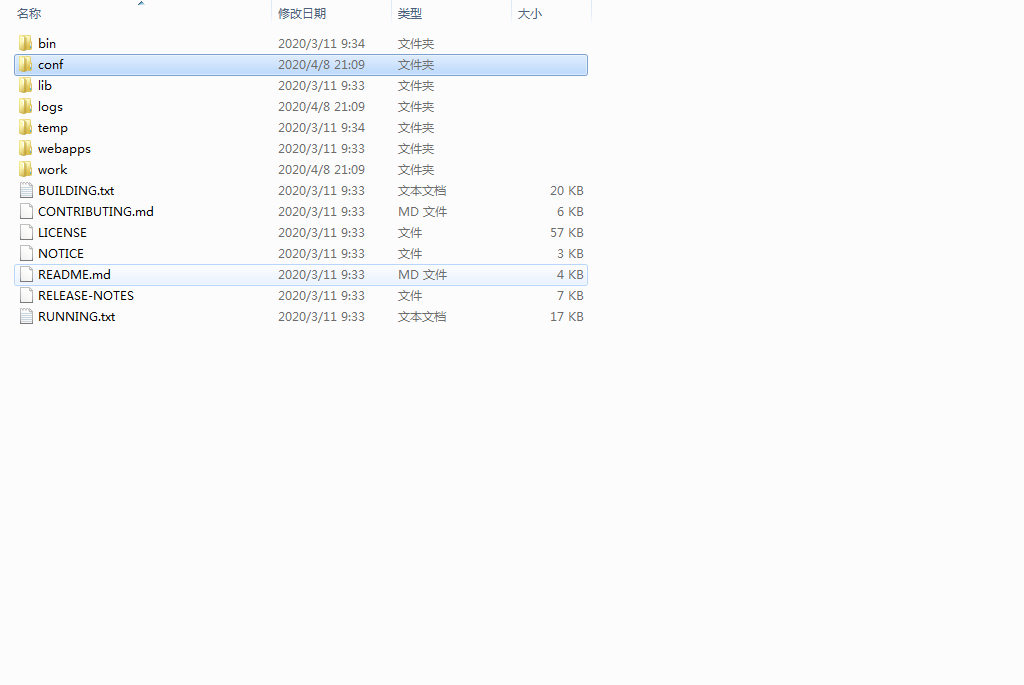 名称 修改日期 类型 大小
bin 2020/3/11 9:34 文件夹
conf 2020/4/8 21:09 文件夹
lib 2020/3/11 9:33 文件夹
logs 2020/4/8 21:09 文件夹
temp 2020/3/11 9:34 文件夹
webapps 2020/3/11 9:33 文件夹
work 2020/4/8 21:09 文件夹
BUILDING.txt 2020/3/11 9:33 文本文档 20 KB
CONTRIBUTING.md 2020/3/11 9:33 MD 文件 6 KB
LICENSE 2020/3/11 9:33 文件 57 KB
NOTICE 2020/3/11 9:33 文件 3 KB
README.md 2020/3/11 9:33 MD 文件 4 KB
RELEASE-NOTES 2020/3/11 9:33 文件 7 KB
RUNNING.txt 2020/3/11 9:33 文本文档 17 KB